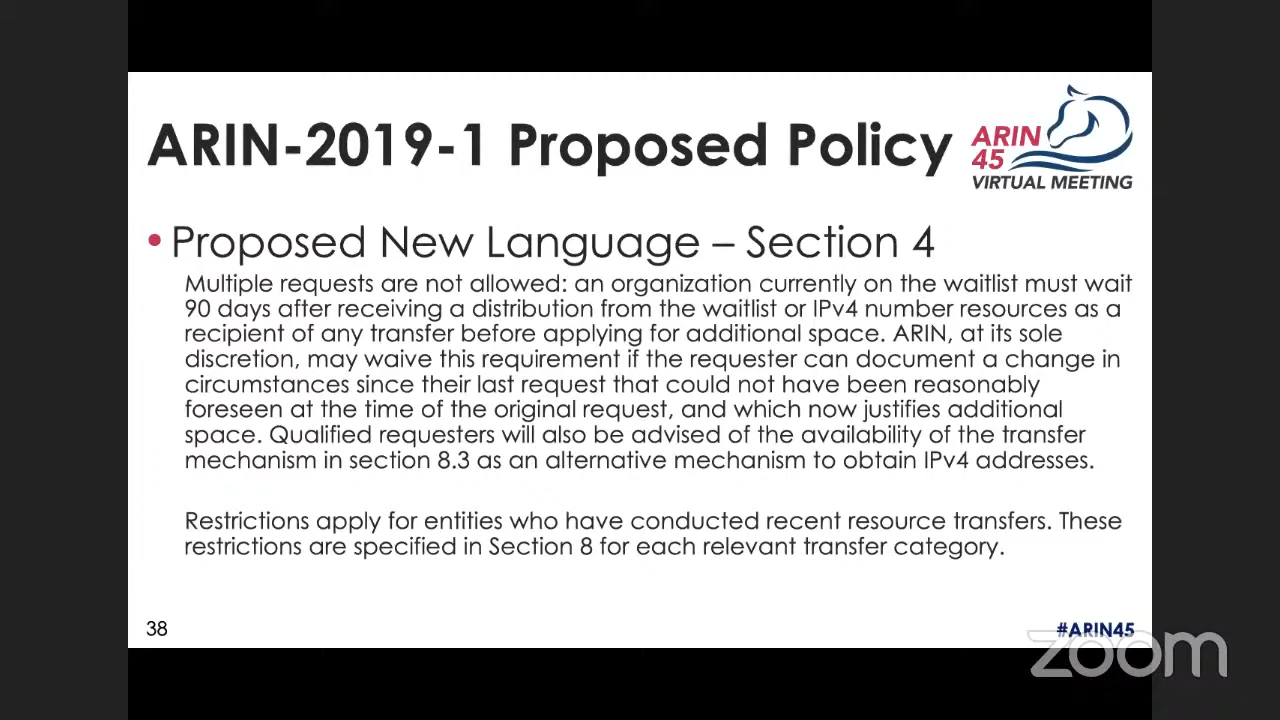 ARIN-2019-1 Proposed Policy
ARIN
45
VIRTUAL MEETING
• Proposed New Language – Section 4
Multiple requests are not allowed: an organization currently on the waitlist must wait
90 days after receiving a distribution from the waitlist or IPv4 number resources as a
recipient of any transfer before applying for additional space. ARIN, at its sole
discretion, may waive this requirement if the requester can document a change in
circumstances since their last request that could not have been reasonably
foreseen at the time of the original request, and which now justifies additional
space. Qualified requesters will also be advised of the availability of the transfer
mechanism in section 8.3 as an alternative mechanism to obtain IPv4 addresses.
Restrictions apply for entities who have conducted recent resource transfers. These
restrictions are specified in Section 8 for each relevant transfer category.
38
#ARIN45
zoom